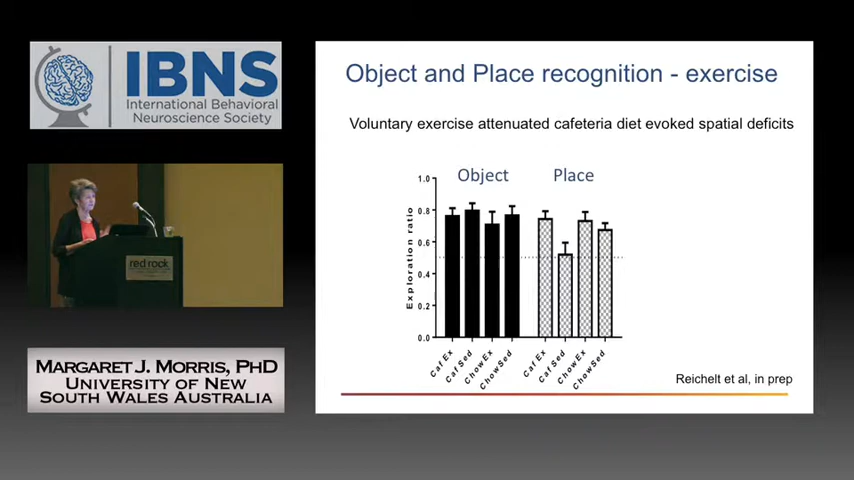 IBNS
International Behavioral
Neuroscience Society
red rock
MARGARET J. MORRIS, PHD
UNIVERSITY OF NEW
SOUTH WALES AUSTRALIA
Object and Place recognition - exercise
Voluntary exercise attenuated cafeteria diet evoked spatial deficits
Object Place
Exploration ratio
1.0
0.8
0.6
0.4
0.2
0.0
Caf Ex
Caf Sed
Chow Ex
Chow Sed
Caf Ex
Caf Sed
Chow Ex
Chow Sed
Reichelt et al, in prep